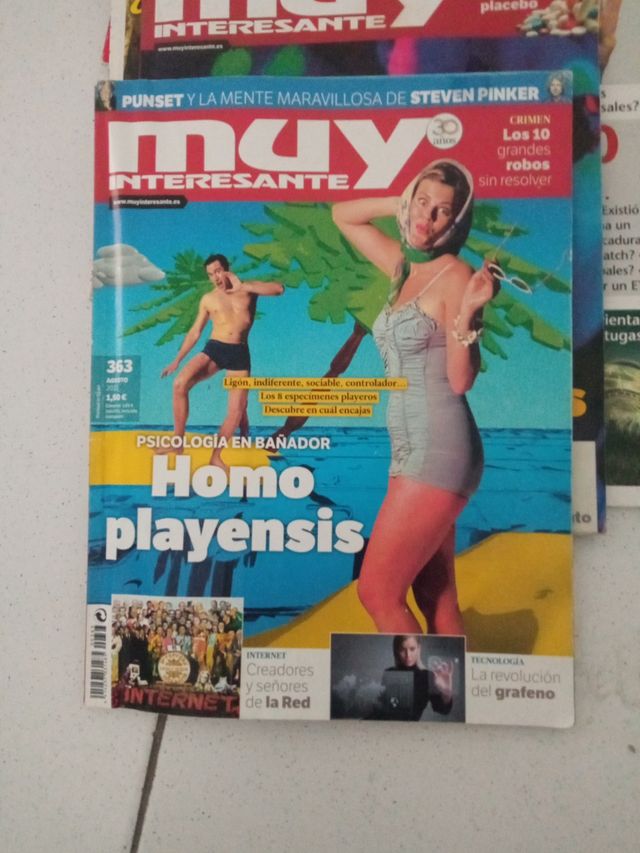 muy
placebo
INTERESANTE
www.muyinteresante.es
PUNSET Y LA MENTE MARAVILLOSA DE STEVEN PINKER
muy
INTERESANTE
30
años
www.muyinteresante.es
CRIMEN
Los 10
grandes
robos
sin resolver
363
AGOSTO
1,50 €
Ligón, indiferente, sociable, controlador...
Los 8 especímenes playeros
Descubre en cuál encajas
PSICOLOGÍA EN BAÑADOR
Homo
playensis
INTERNET
INTERNET
Creadores
y señores
de la Red
TECNOLOGÍA
La revolución
del grafeno
Existió